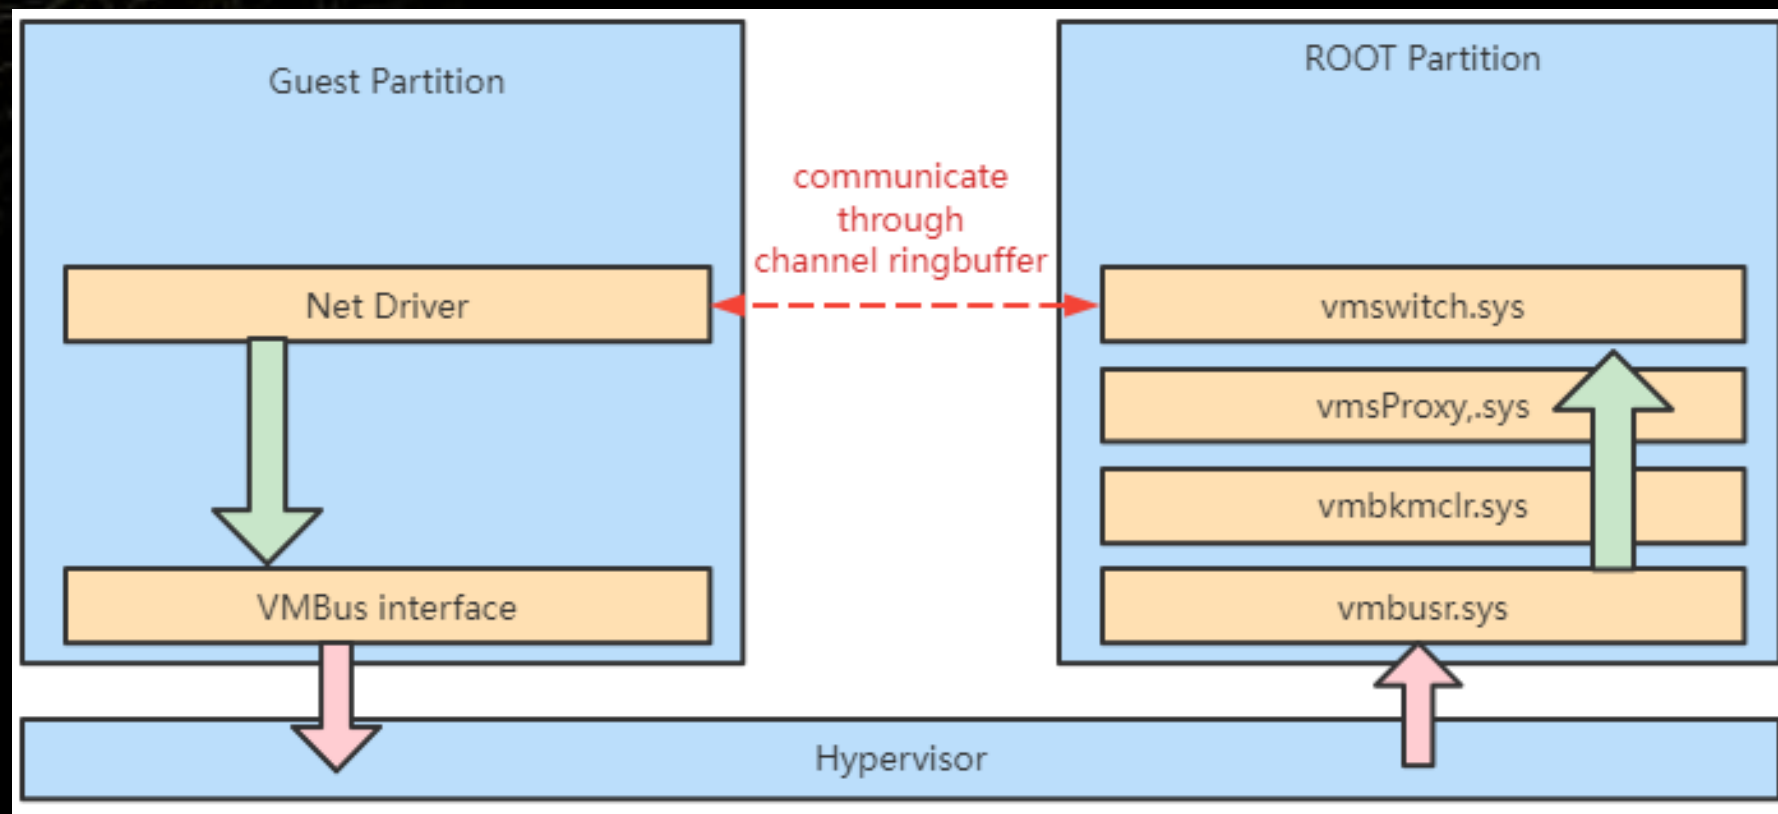 Guest Partition
ROOT Partition
communicate
through
channel ringbuffer
Net Driver
vmswitch.sys
vmsProxy,.sys
vmbkmclr.sys
VMBus interface
vmbusr.sys
Hypervisor